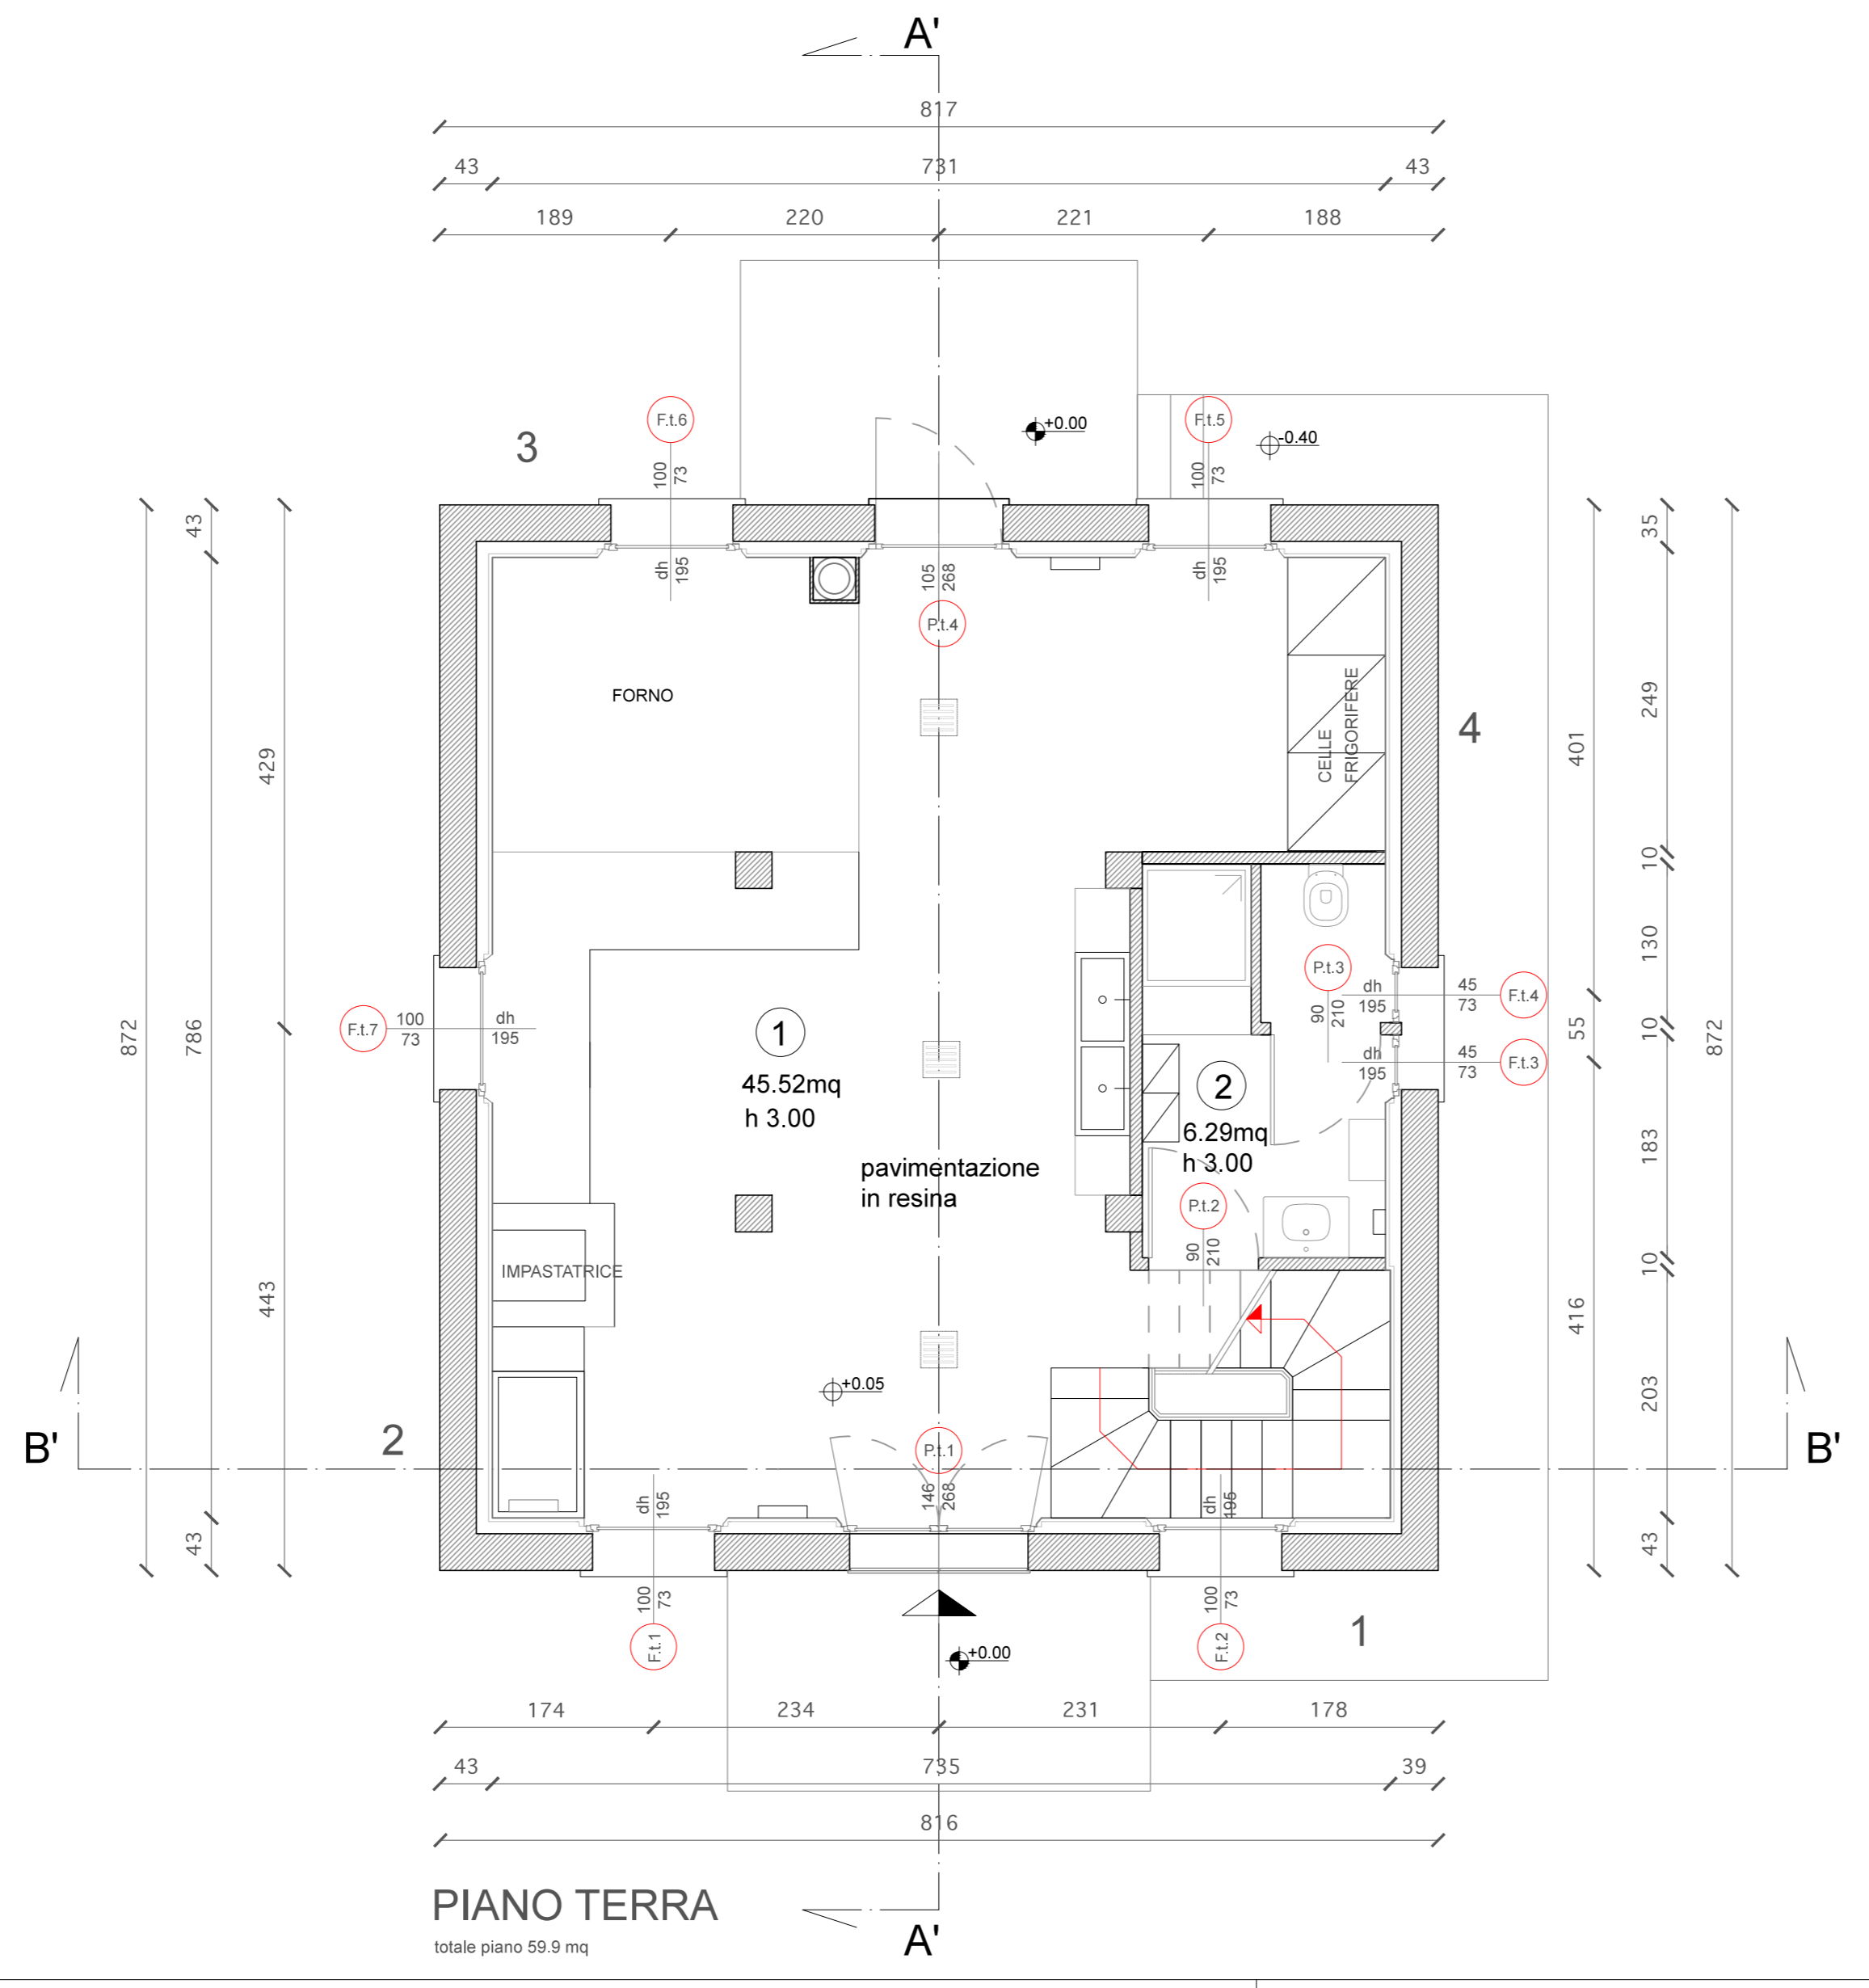 A'
817
43 731 43
189 220 221 188
F.t.6
100
73
dh
195
+0.00
F.t.5
100
73
dh
195
-0.40
3
105
268
P.t.4
FORNO
CELLE
FRIGORIFERE
4
43
786
43
872
429
443
35
249
10
130
10
183
10
203
43
401
55
416
872
F.t.7
100
73
dh
195
1
45.52mq
h 3.00
pavimentazione
in resina
P.t.3
90
210
dh
195
45
73
F.t.4
dh
195
45
73
F.t.3
2
6.29mq
h 3.00
P.t.2
90
210
IMPASTATRICE
+0.05
P.t.1
146
268
2
B'
B'
dh
195
100
73
F.t.1
dh
195
100
73
F.t.2
1
+0.00
174 234 231 178
43 735 39
816
PIANO TERRA
totale piano 59.9 mq
A'